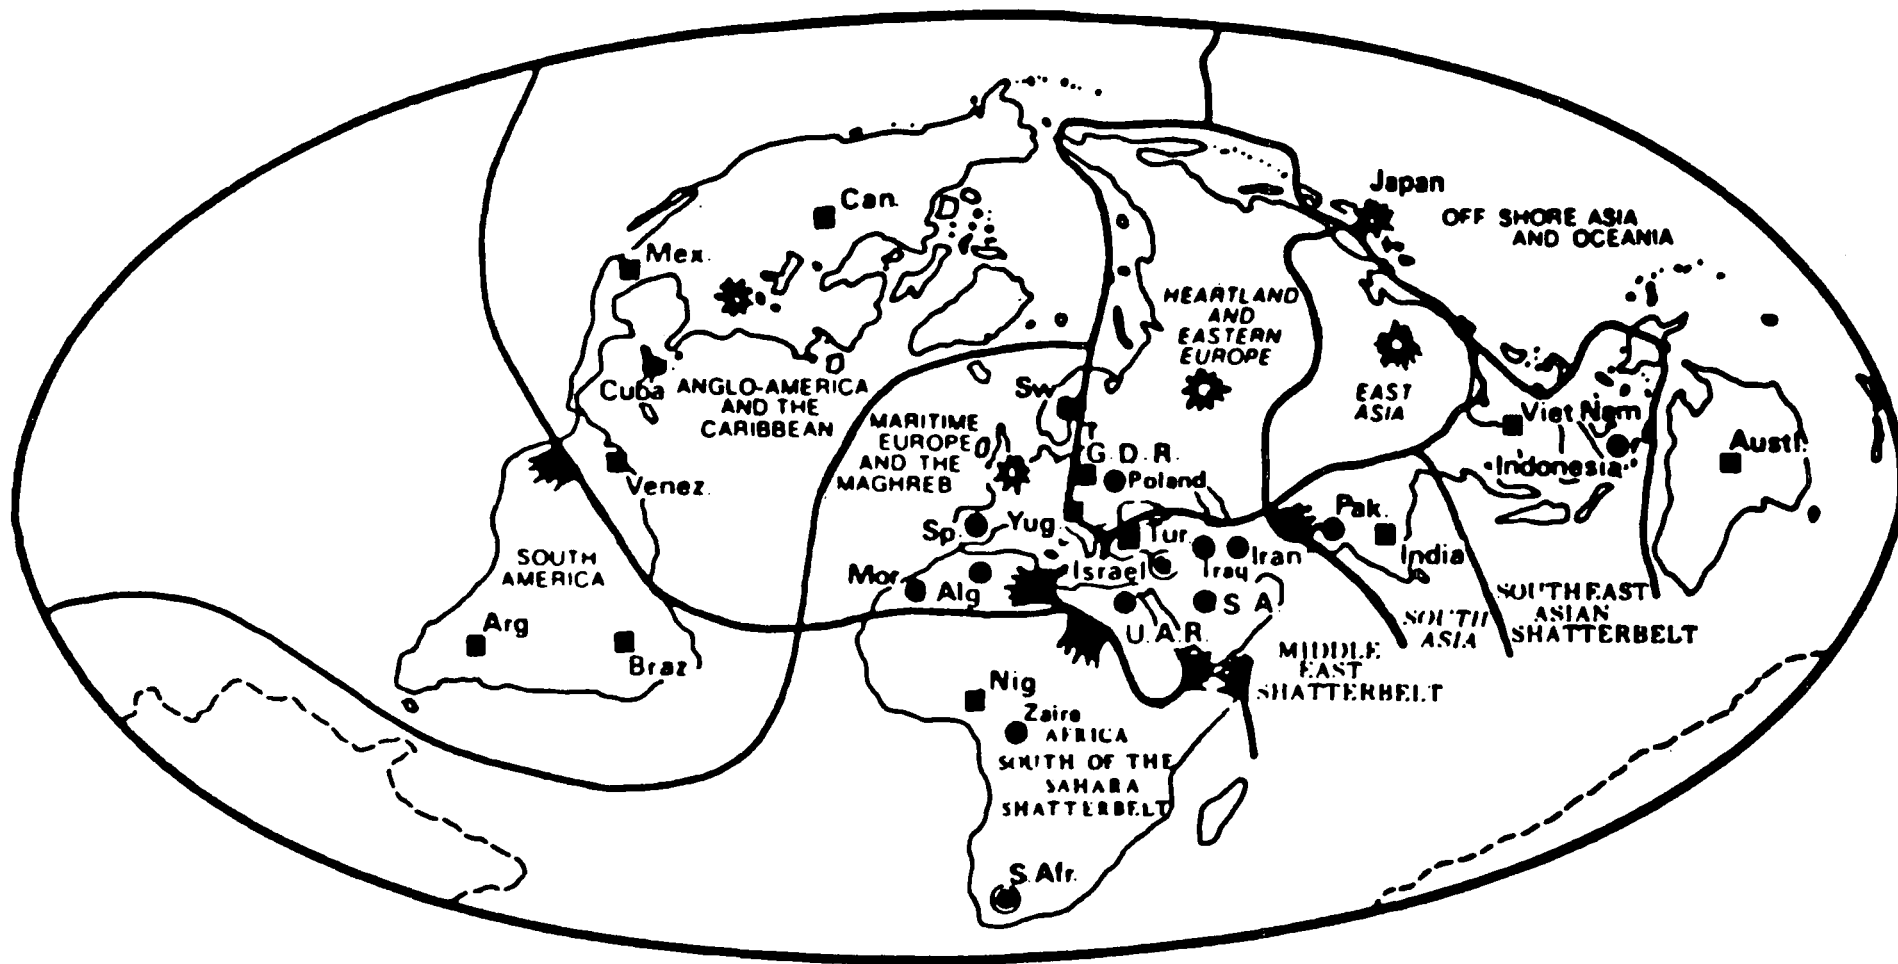 Japan
OFF SHORE ASIA
AND OCEANIA
Can.
Mex.
HEARTLAND
AND
EASTERN
EUROPE
Cuba
ANGLO-AMERICA
AND THE
CARIBBEAN
Sw
EAST
ASIA
MARITIME
EUROPE
AND THE
MAGHREB
Viet Nam
Austl.
G.D.R.
Poland
Indonesia
Venez.
Sp.
Yug.
Tur.
Pak.
India
Iran
Iraq
Israel
SOUTH
AMERICA
Mor.
Alg
S A
U.A.R.
SOUTHEAST
ASIAN
SHATTERBELT
SOUTH
ASIA
MIDDLE
EAST
SHATTERBELT
Arg
Braz
Nig
Zaire
AFRICA
SOUTH OF THE
SAHARA
SHATTERBELT
S.Afr.